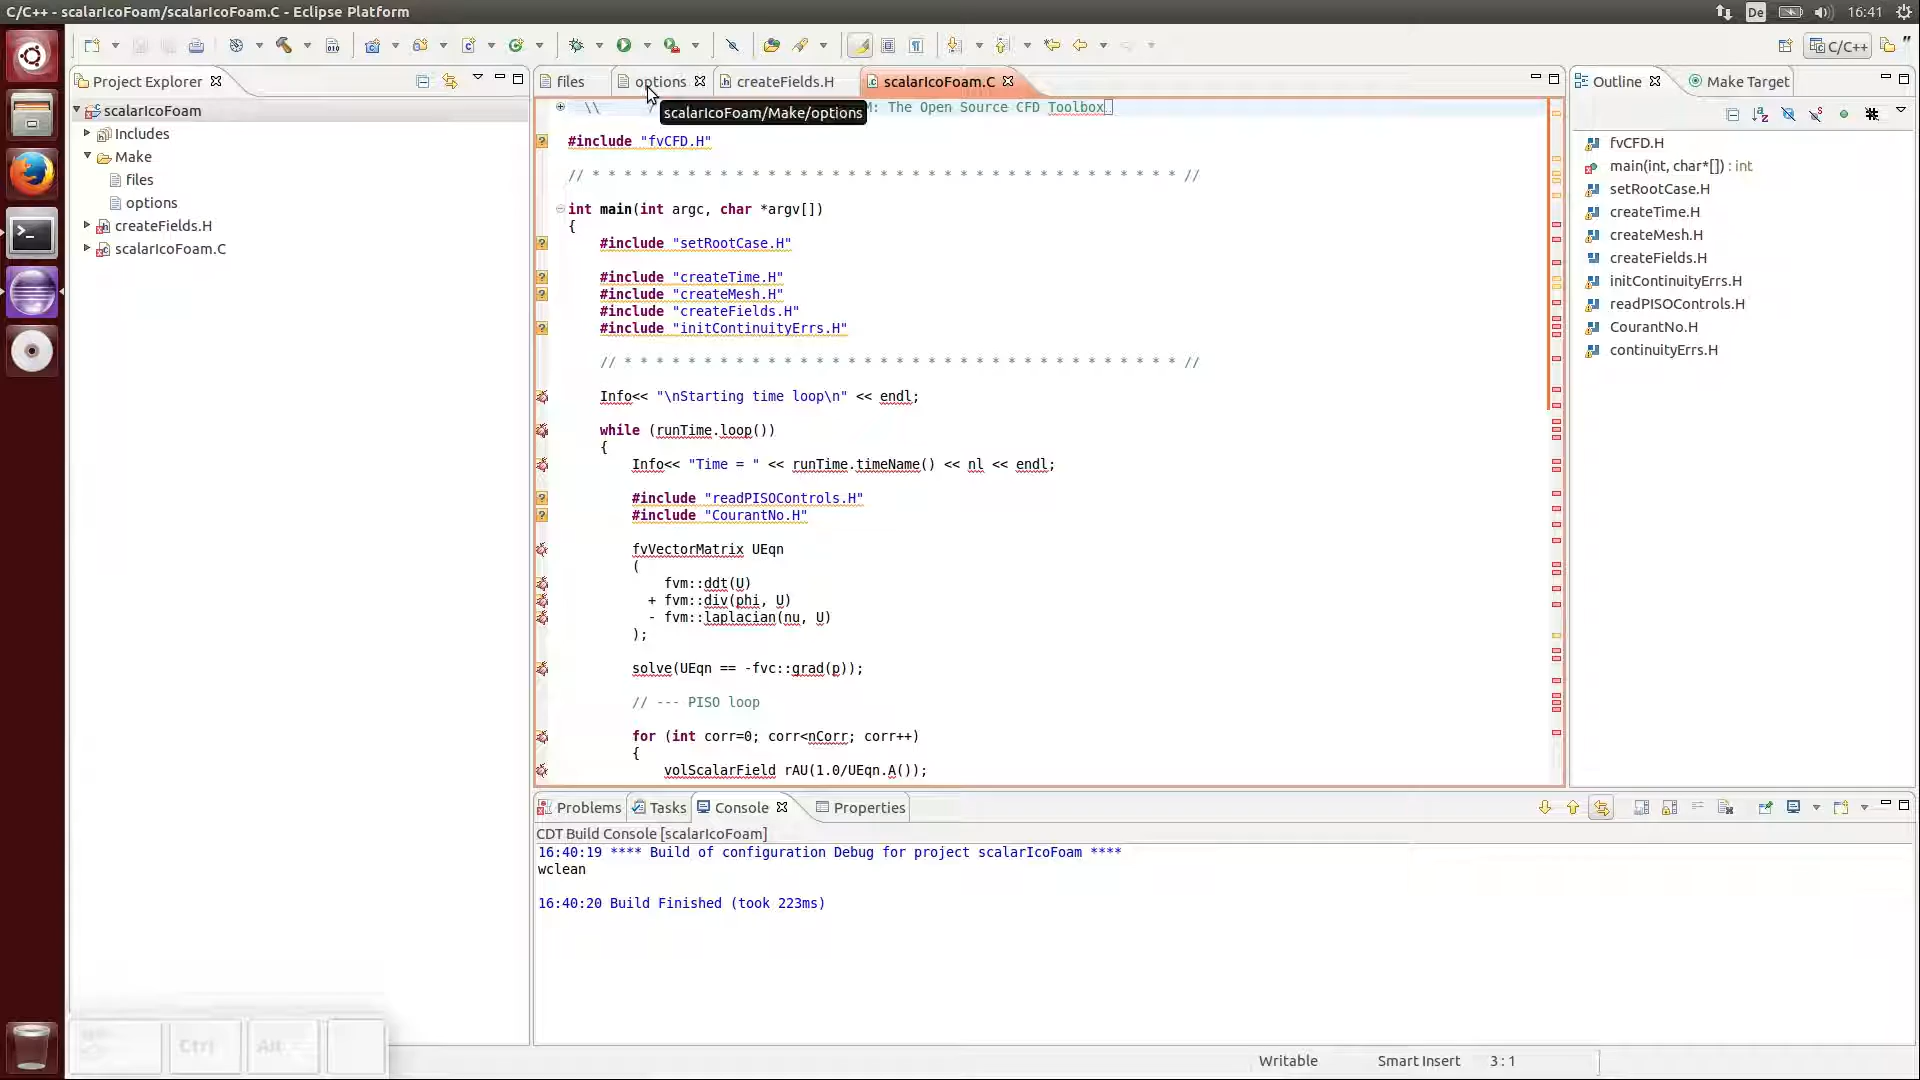 C/C++ - scalarIcoFoam/scalarIcoFoam.C - Eclipse Platform
De
16:41
C/C++
Project Explorer
files
options
createFields.H
scalarIcoFoam.C
Outline
Make Target
scalarIcoFoam
Includes
Make
files
options
createFields.H
scalarIcoFoam.C
scalarIcoFoam/Make/options
\\ / M: The Open Source CFD Toolbox
#include "fvCFD.H"
// * * * * * * * * * * * * * * * * * * * * * * * * * * * * * * * * * * * * * //
int main(int argc, char *argv[])
{
#include "setRootCase.H"
#include "createTime.H"
#include "createMesh.H"
#include "createFields.H"
#include "initContinuityErrs.H"
// * * * * * * * * * * * * * * * * * * * * * * * * * * * * * * * * * * * //
Info<< "\nStarting time loop\n" << endl;
while (runTime.loop())
{
Info<< "Time = " << runTime.timeName() << nl << endl;
#include "readPISOControls.H"
#include "CourantNo.H"
fvVectorMatrix UEqn
(
fvm::ddt(U)
+ fvm::div(phi, U)
- fvm::laplacian(nu, U)
);
solve(UEqn == -fvc::grad(p));
// --- PISO loop
for (int corr=0; corr<nCorr; corr++)
{
volScalarField rAU(1.0/UEqn.A());
fvCFD.H
main(int, char*[]) : int
setRootCase.H
createTime.H
createMesh.H
createFields.H
initContinuityErrs.H
readPISOControls.H
CourantNo.H
continuityErrs.H
Problems
Tasks
Console
Properties
CDT Build Console [scalarIcoFoam]
16:40:19 **** Build of configuration Debug for project scalarIcoFoam ****
wclean
16:40:20 Build Finished (took 223ms)
Ctrl
Alt
Writable
Smart Insert
3 : 1